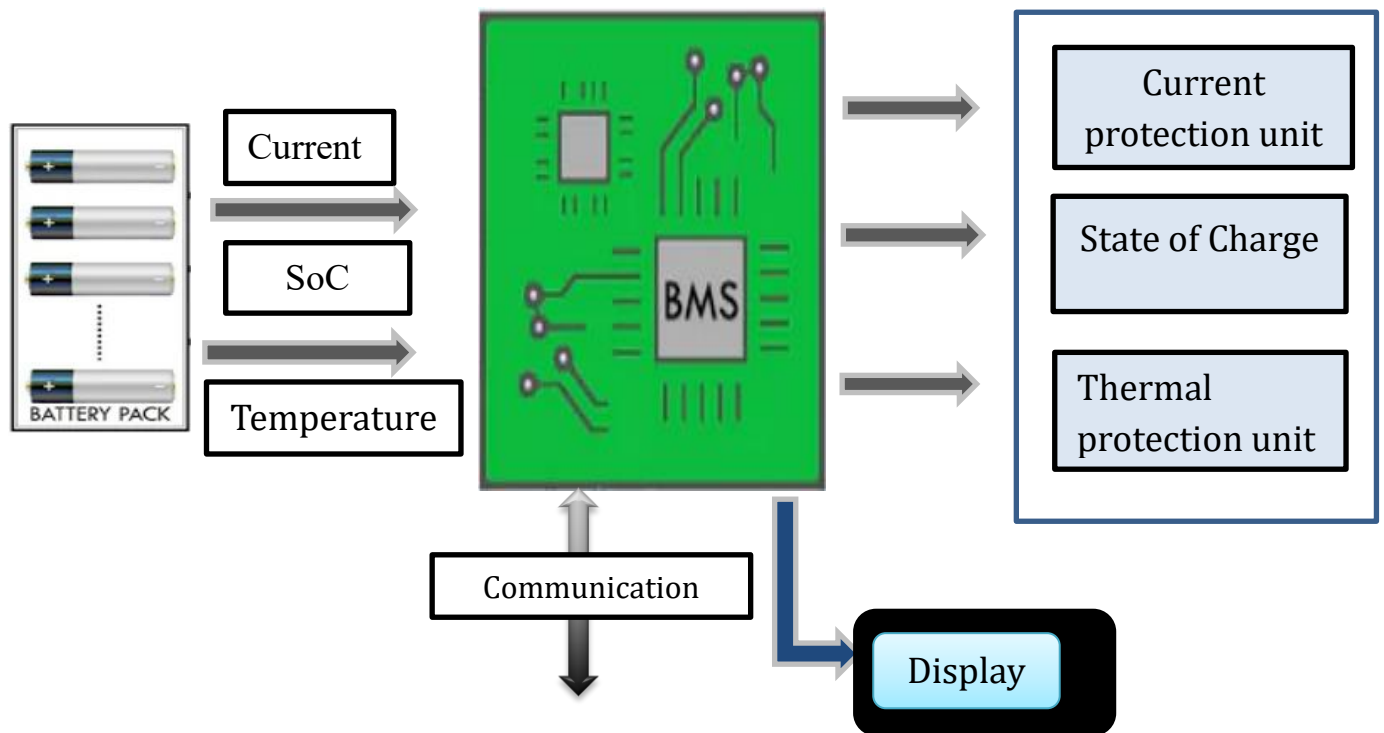 Current
SoC
Temperature
+ -
+ -
+ -
+ -
BATTERY PACK
BMS
Current
protection unit
State of Charge
Thermal
protection unit
Communication
Display